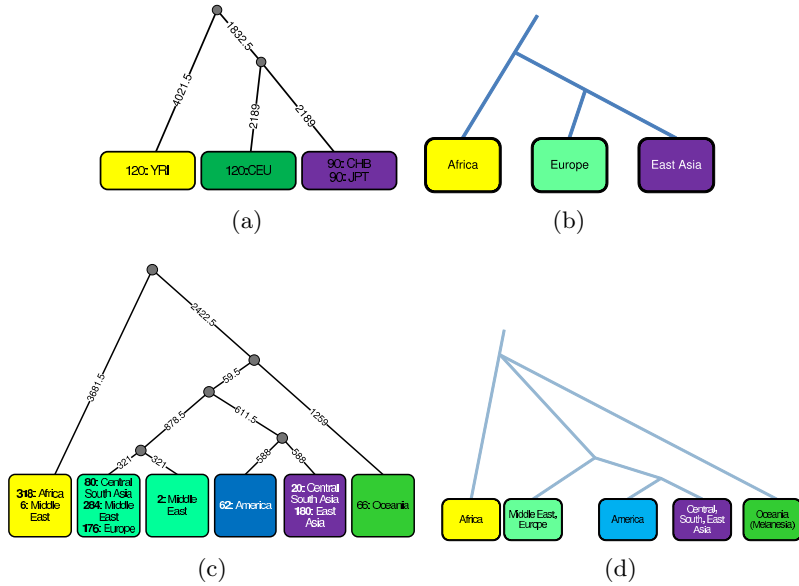 1832.5
4021.5
2189
2189
120: YRI
120:CEU
90: CHB
90: JPT
(a)
Africa
Europe
East Asia
(b)
2422.5
3681.5
59.5
878.5
611.5
1259
321
321
588
588
318: Africa
6: Middle
East
80: Central
South Asia
284: Middle
East
176: Europe
2: Middle
East
62: America
20: Central
South Asia
180: East
Asia
66: Oceania
(c)
Africa
Middle East,
Europe
America
Central,
South, East
Asia
Oceania
(Melanesia)
(d)